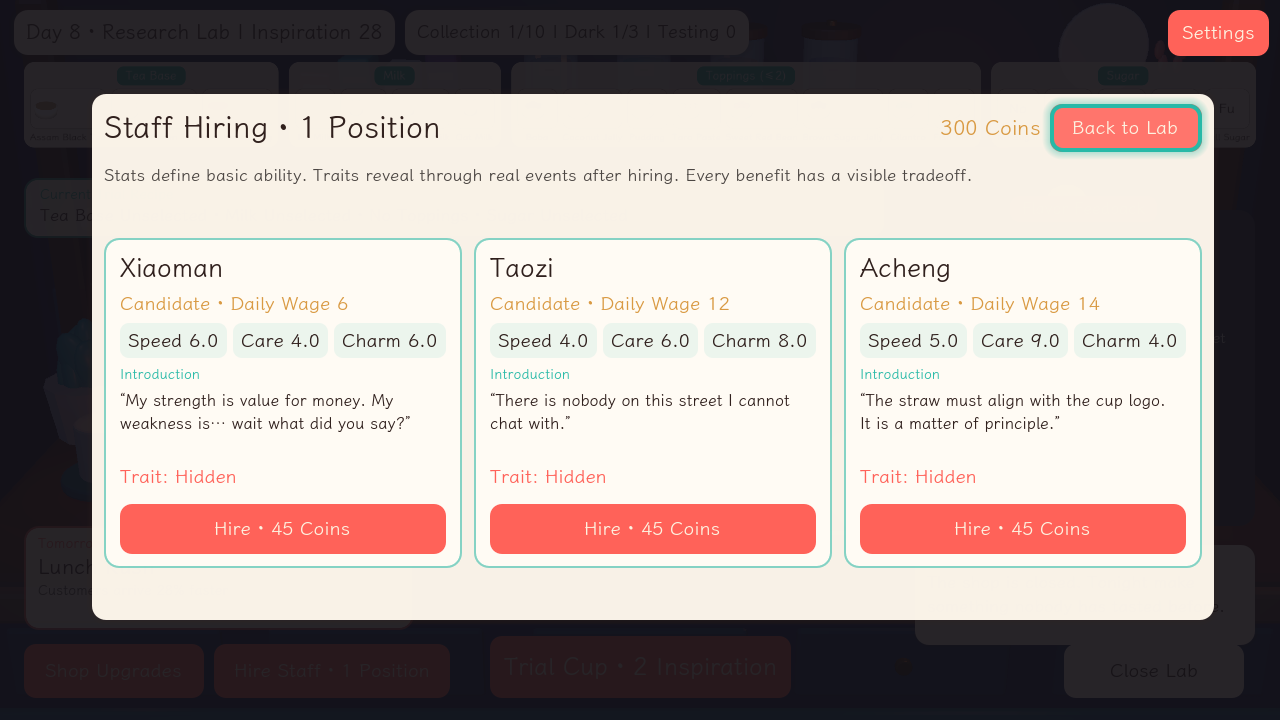 Day 8 • Research Lab | Inspiration 28
Collection 1/10 | Dark 1/3 | Testing 0
Settings
Tea Base
Milk
Sugar
Staff Hiring • 1 Position
300 Coins
Back to Lab
Stats define basic ability. Traits reveal through real events after hiring. Every benefit has a visible tradeoff.
Xiaoman
Candidate • Daily Wage 6
Speed 6.0
Care 4.0
Charm 6.0
Introduction
“My strength is value for money. My
weakness is… wait what did you say?”
Trait: Hidden
Hire • 45 Coins
Taozi
Candidate • Daily Wage 12
Speed 4.0
Care 6.0
Charm 8.0
Introduction
“There is nobody on this street I cannot
chat with.”
Trait: Hidden
Hire • 45 Coins
Acheng
Candidate • Daily Wage 14
Speed 5.0
Care 9.0
Charm 4.0
Introduction
“The straw must align with the cup logo.
It is a matter of principle.”
Trait: Hidden
Hire • 45 Coins
Shop Upgrades
Hire Staff • 1 Position
Trial Cup • 2 Inspiration
Close Lab